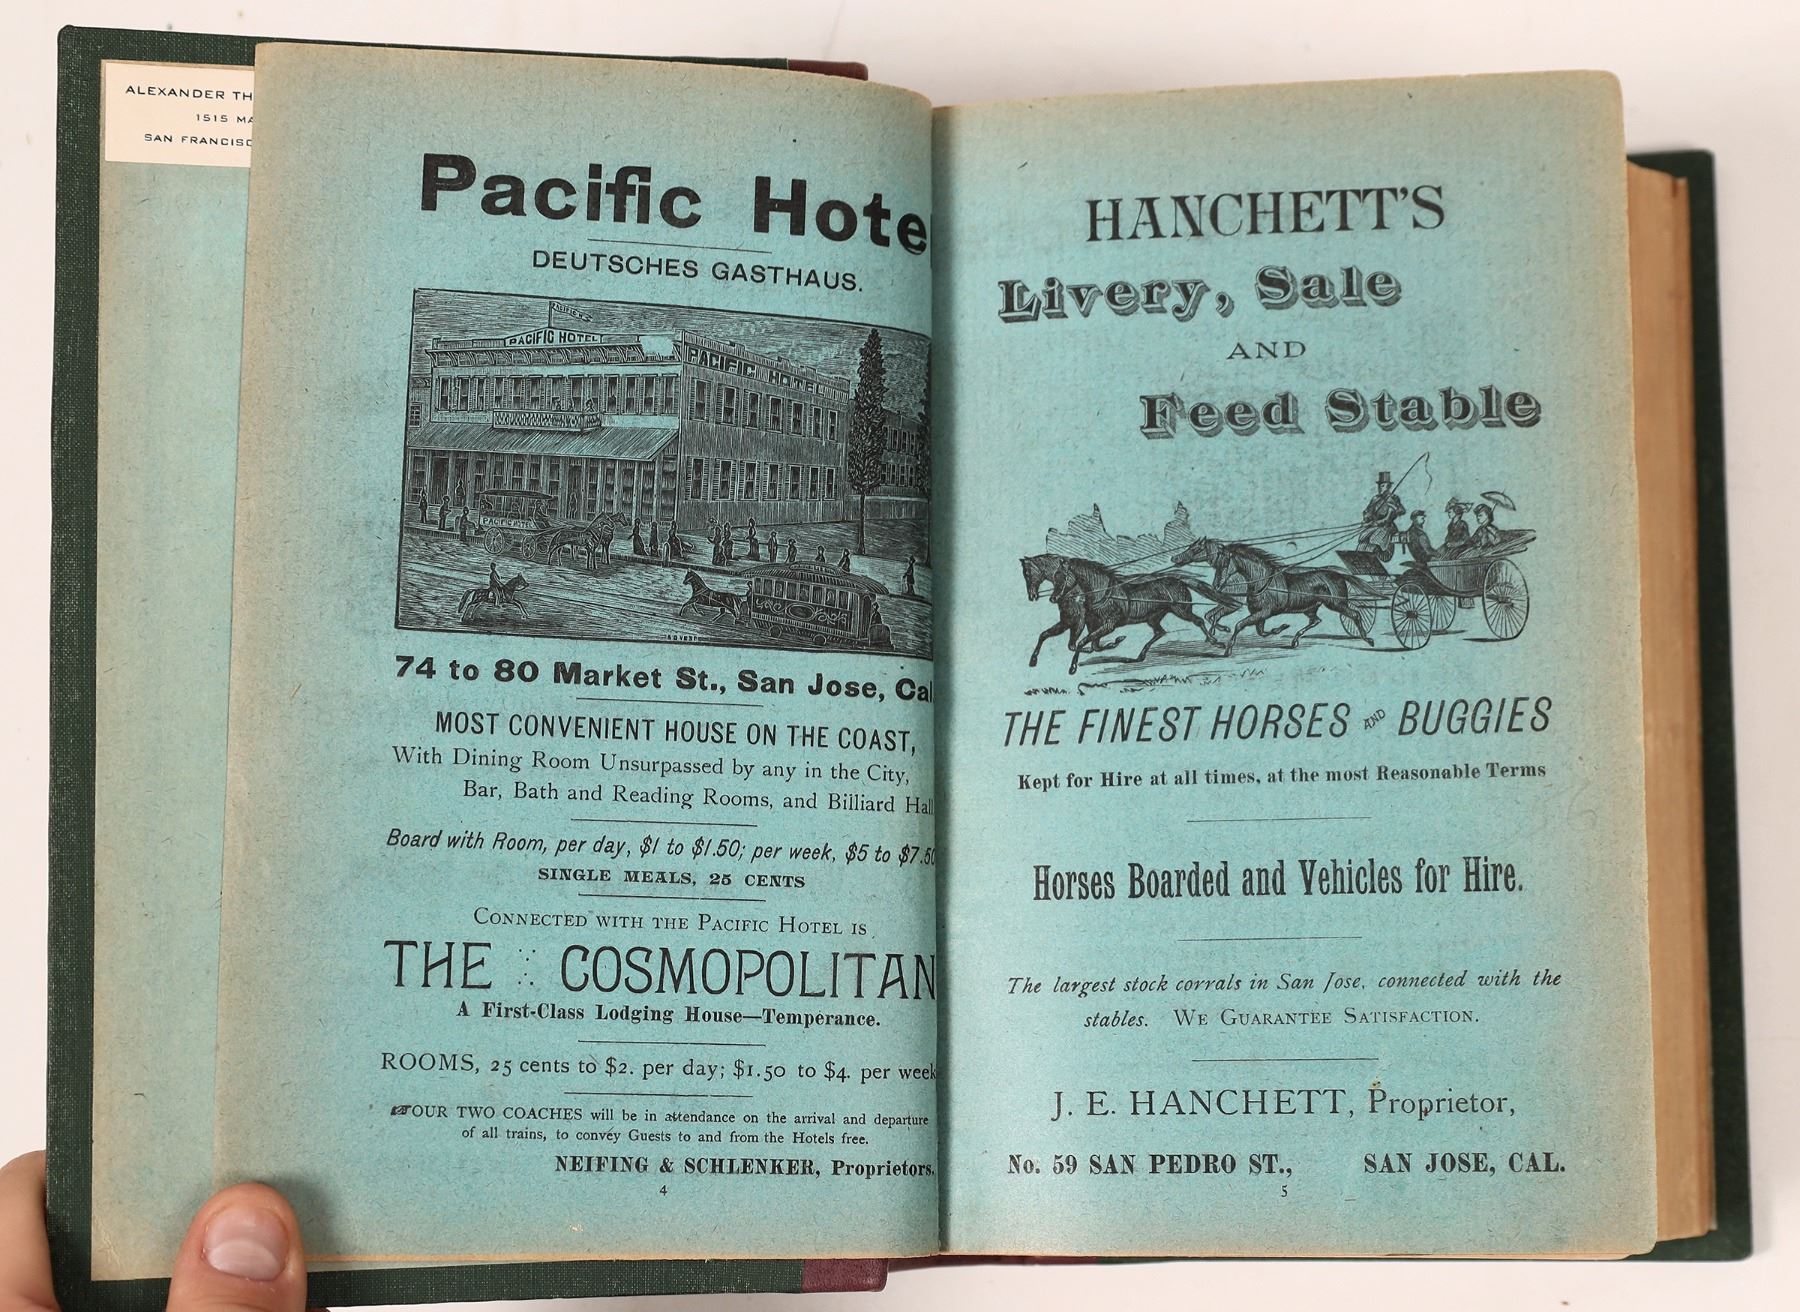 ALEXANDER TH
1515 MA
SAN FRANCISC
Pacific Hotel
DEUTSCHES GASTHAUS.
PACIFIC HOTEL
PACIFIC HOTEL
PACIFIC HOTEL
74 to 80 Market St., San Jose, Cal
MOST CONVENIENT HOUSE ON THE COAST,
With Dining Room Unsurpassed by any in the City,
Bar, Bath and Reading Rooms, and Billiard Hall
Board with Room, per day, $1 to $1.50; per week, $5 to $7.50
SINGLE MEALS, 25 CENTS
CONNECTED WITH THE PACIFIC HOTEL IS
THE COSMOPOLITAN
A First-Class Lodging House—Temperance.
ROOMS, 25 cents to $2. per day; $1.50 to $4. per week
☞OUR TWO COACHES will be in attendance on the arrival and departure
of all trains, to convey Guests to and from the Hotels free.
NEIFING & SCHLENKER, Proprietors.
4
HANCHETT'S
Livery, Sale
AND
Feed Stable
THE FINEST HORSES AND BUGGIES
Kept for Hire at all times, at the most Reasonable Terms
Horses Boarded and Vehicles for Hire.
The largest stock corrals in San Jose, connected with the
stables. WE GUARANTEE SATISFACTION.
J. E. HANCHETT, Proprietor,
No. 59 SAN PEDRO ST., SAN JOSE, CAL.
5